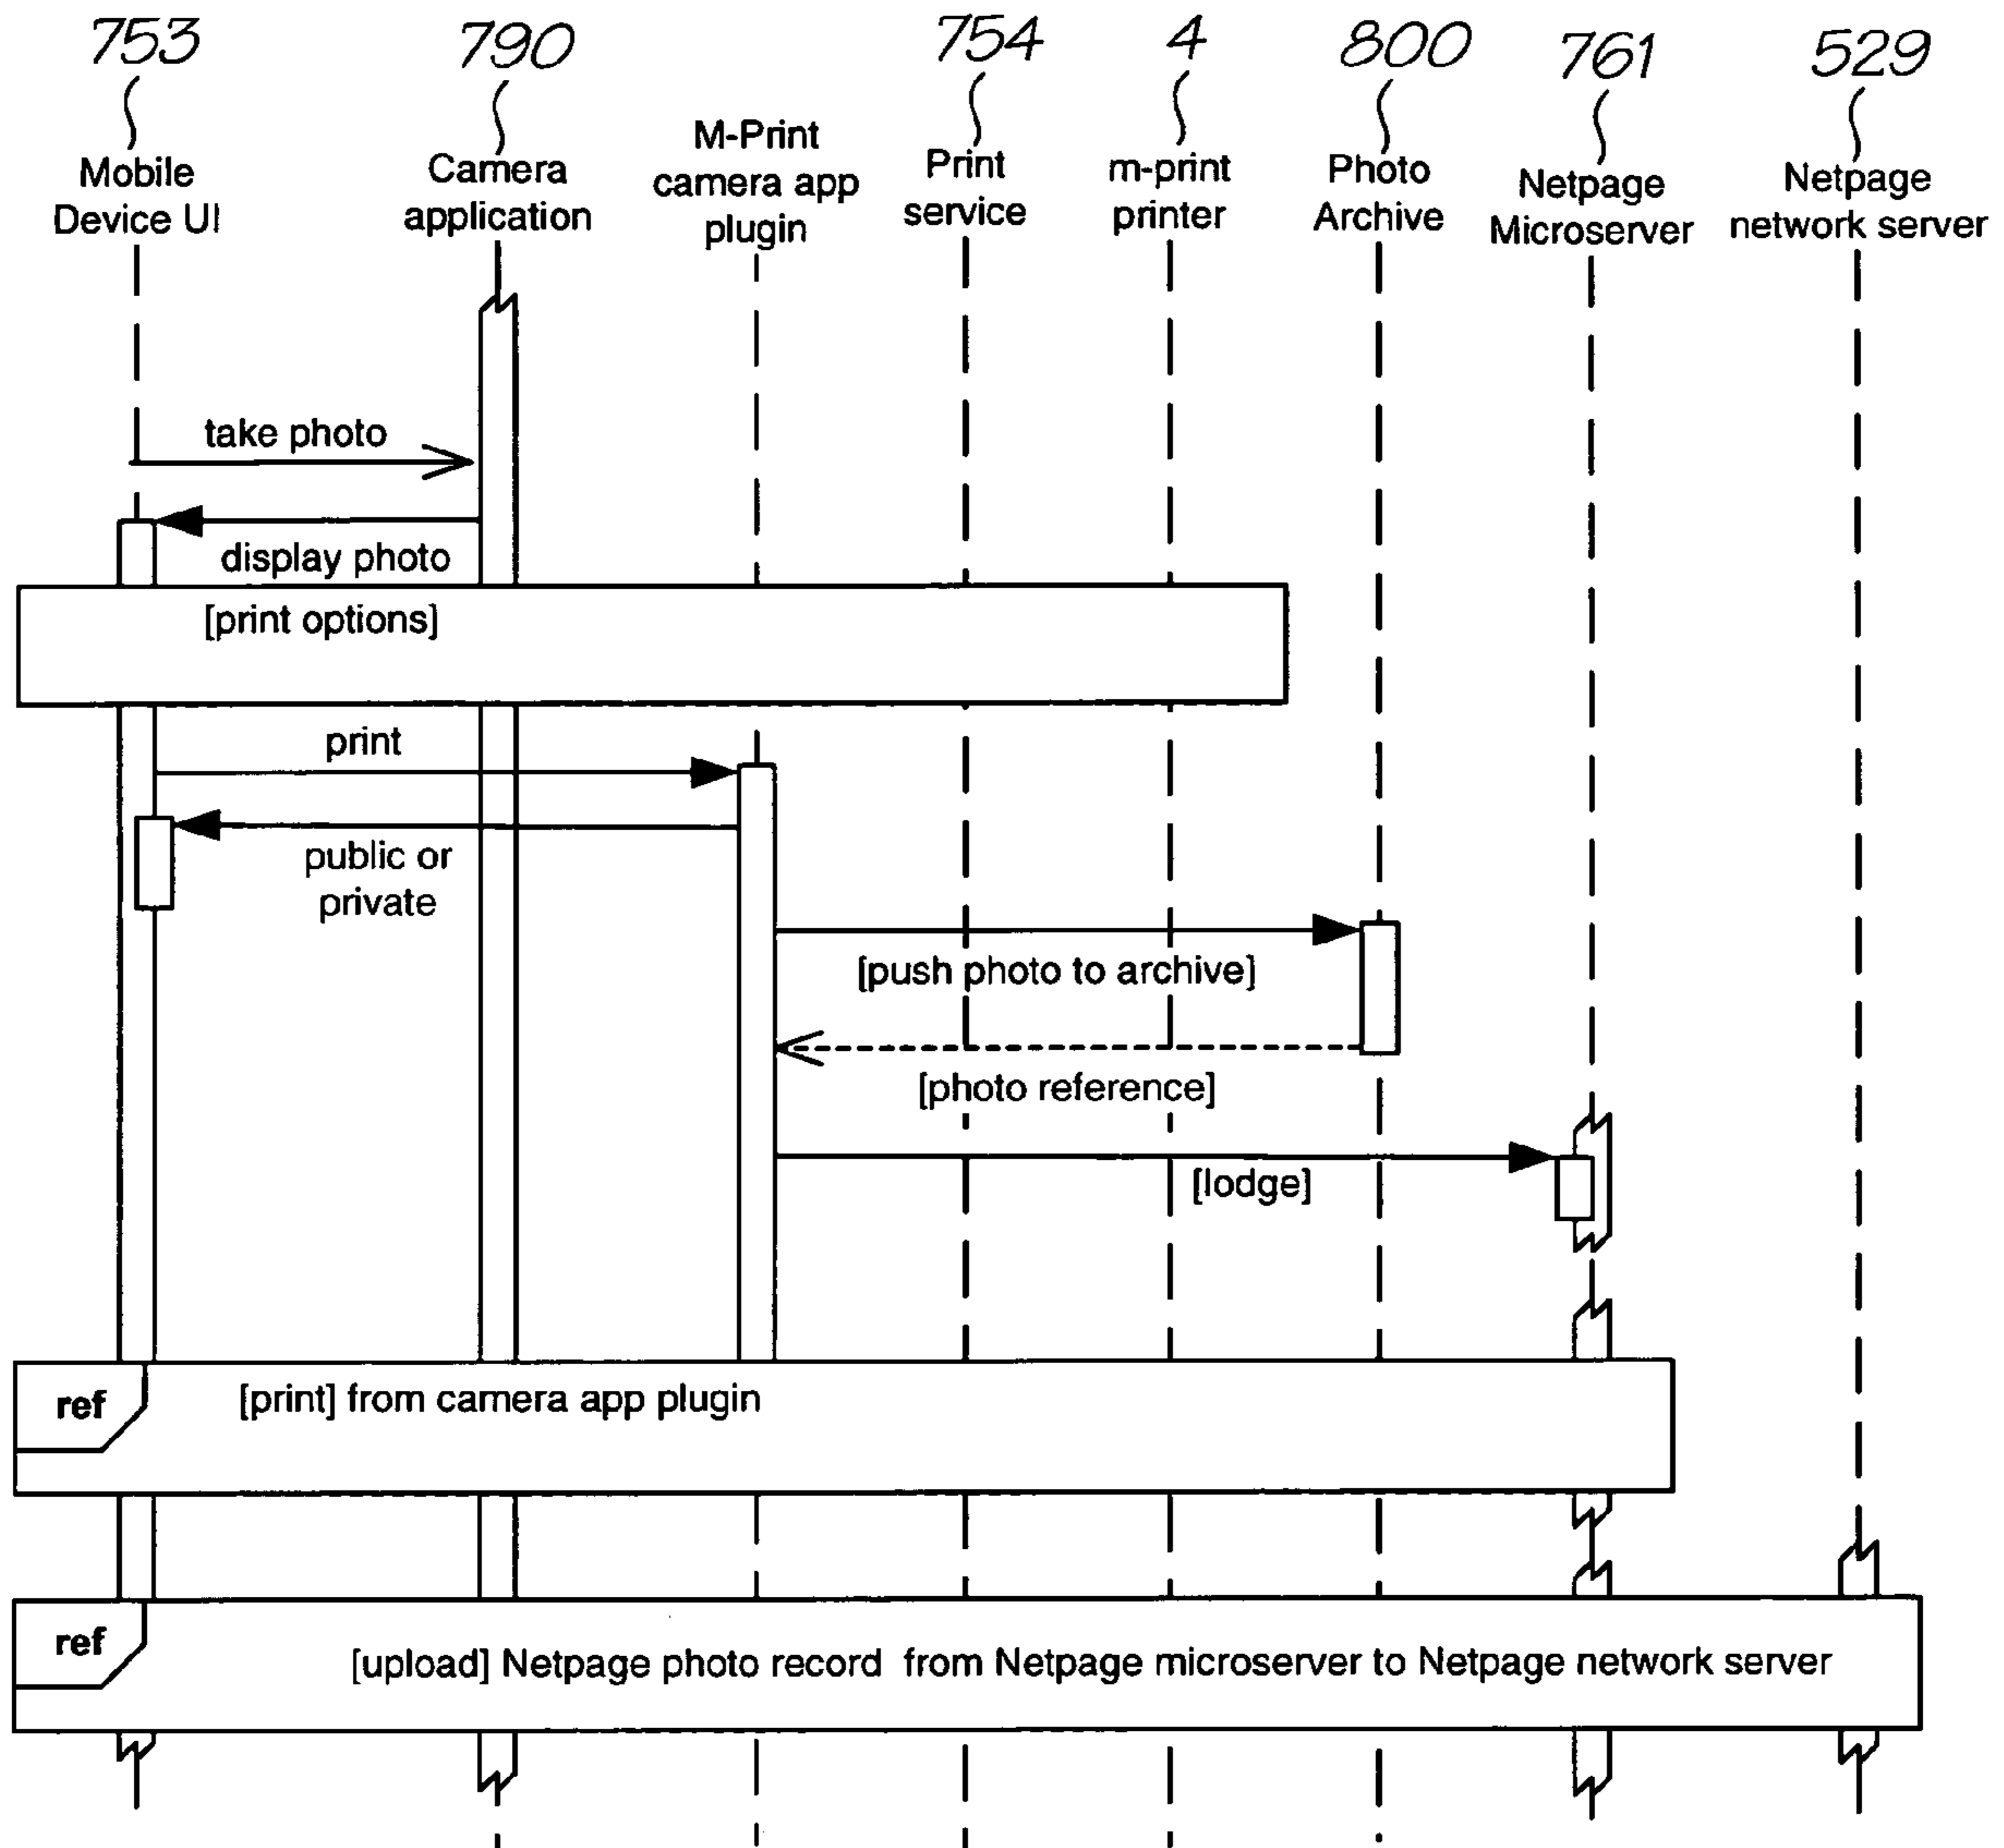 753
790
754
4
800
761
529
Mobile
Device UI
Camera
application
M-Print
camera app
plugin
Print
service
m-print
printer
Photo
Archive
Netpage
Microserver
Netpage
network server
take photo
display photo
[print options]
print
public or
private
[push photo to archive]
[photo reference]
[lodge]
ref
[print] from camera app plugin
ref
[upload] Netpage photo record from Netpage microserver to Netpage network server